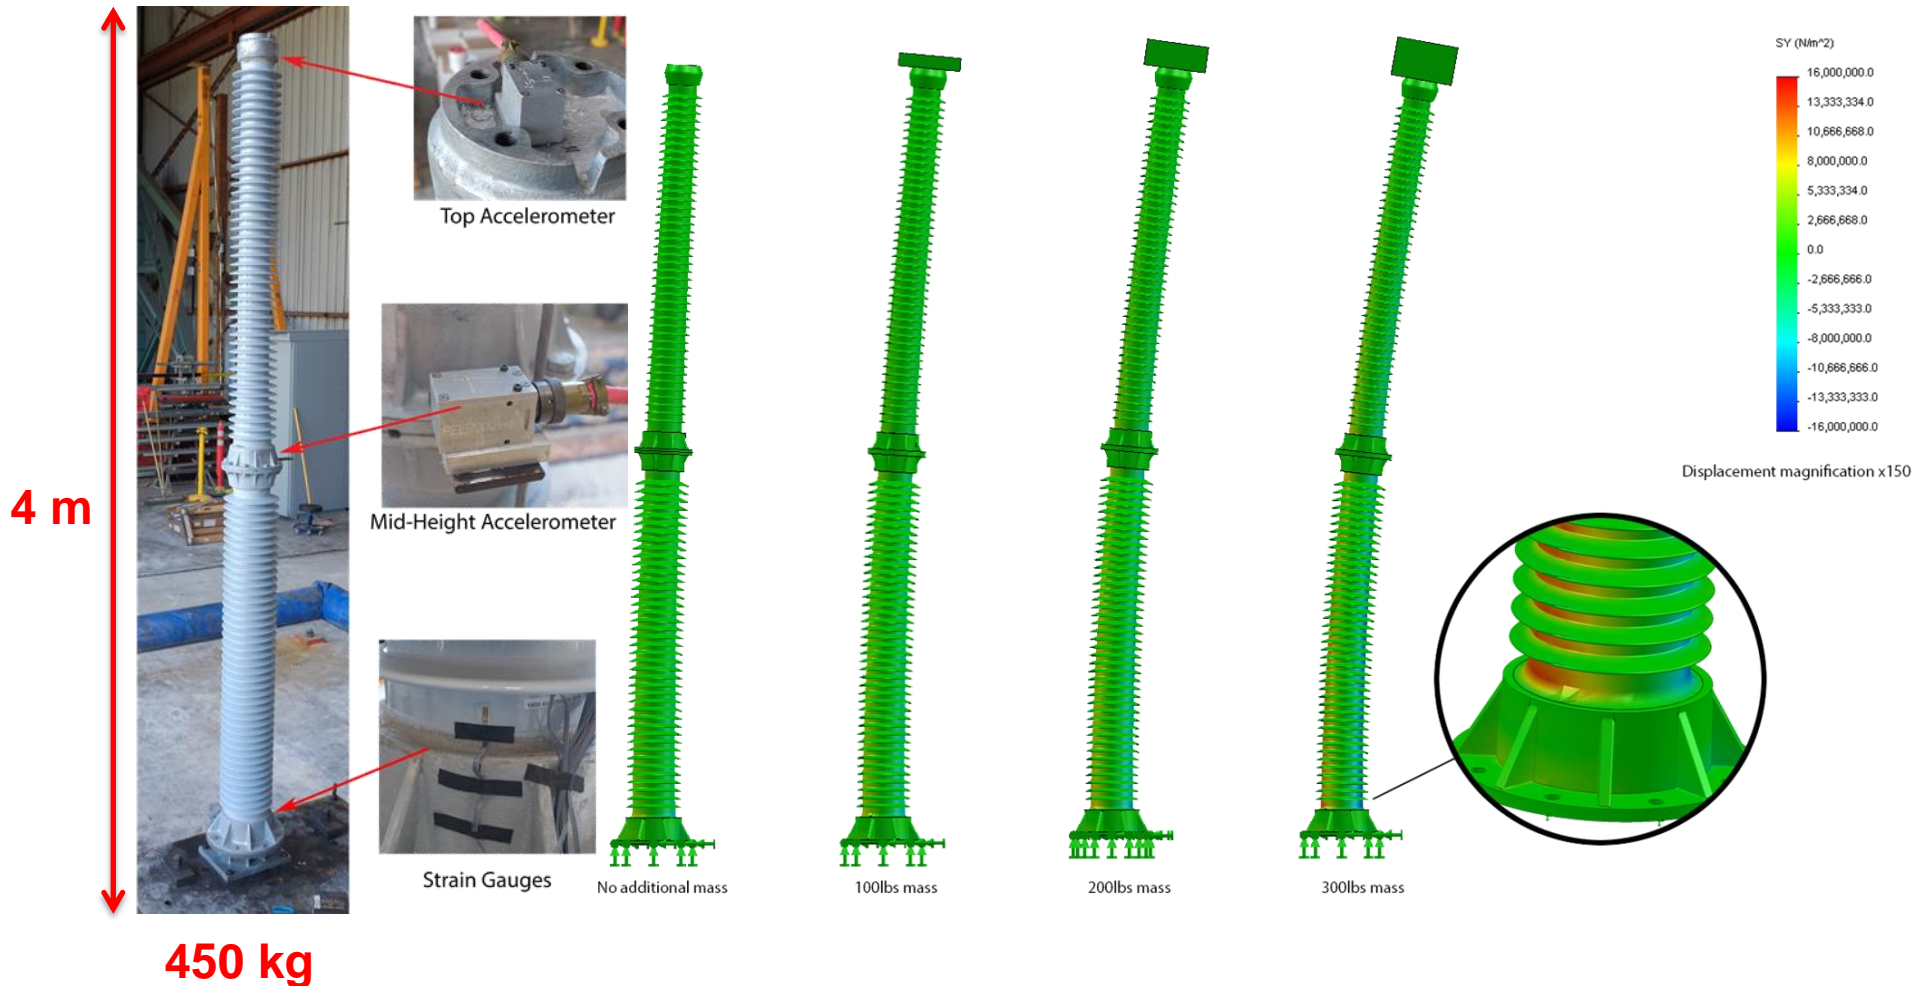 4 m
450 kg
Top Accelerometer
Mid-Height Accelerometer
Strain Gauges
No additional mass
100lbs mass
200lbs mass
300lbs mass
SY (N/m^2)
16,000,000.0
13,333,334.0
10,666,668.0
8,000,000.0
5,333,334.0
2,666,668.0
0.0
-2,666,666.0
-5,333,333.0
-8,000,000.0
-10,666,666.0
-13,333,333.0
-16,000,000.0
Displacement magnification x150